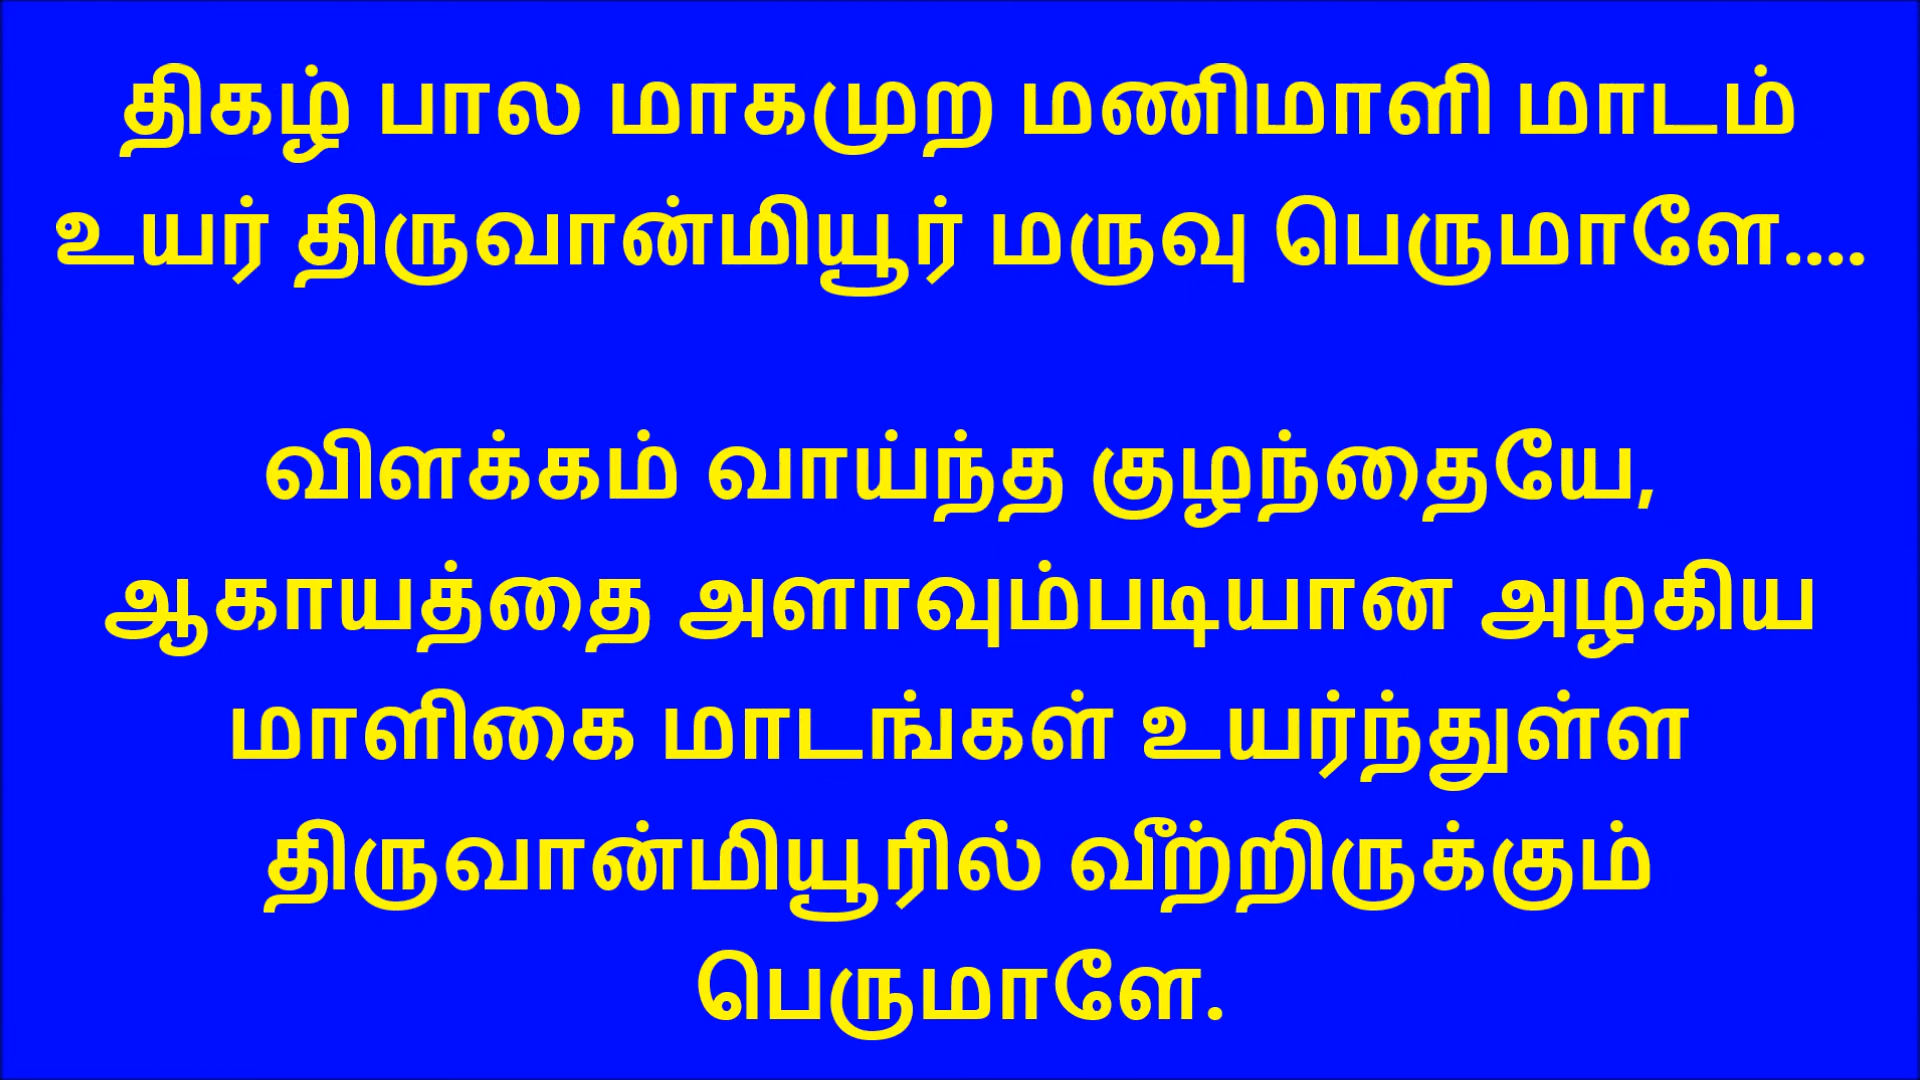 திகழ் பால மாகமுற மணிமாளி மாடம்
உயர் திருவான்மியூர் மருவு பெருமாளே....
விளக்கம் வாய்ந்த குழந்தையே,
ஆகாயத்தை அளாவும்படியான அழகிய
மாளிகை மாடங்கள் உயர்ந்துள்ள
திருவான்மியூரில் வீற்றிருக்கும்
பெருமாளே.